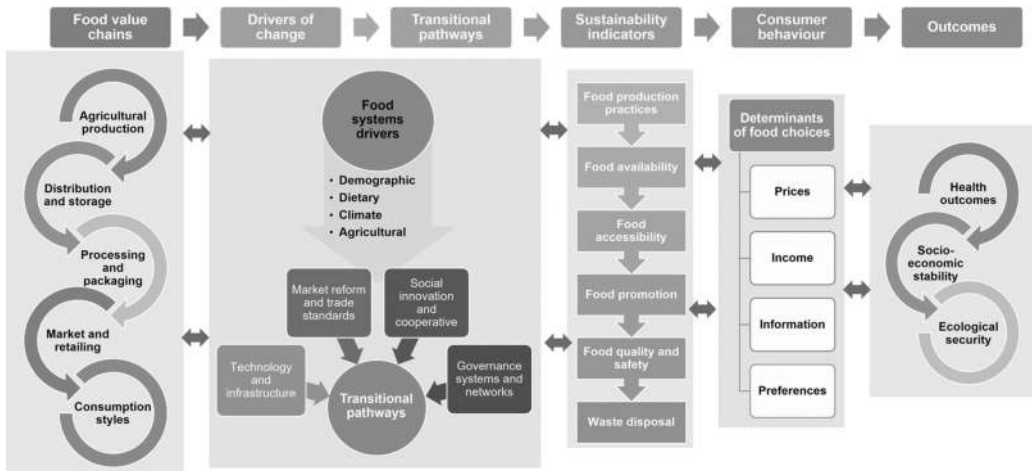 Food value
chains
Drivers of
change
Transitional
pathways
Sustainability
indicators
Consumer
behaviour
Outcomes
Agricultural
production
Distribution
and storage
Processing
and
packaging
Market and
retailing
Consumption
styles
Food
systems
drivers
• Demographic
• Dietary
• Climate
• Agricultural
Market reform
and trade
standards
Social
innovation
and
cooperative
Technology
and
infrastructure
Governance
systems and
networks
Transitional
pathways
Food production
practices
Food availability
Food
accessibility
Food promotion
Food quality and
safety
Waste disposal
Determinants
of food choices
Prices
Income
Information
Preferences
Health
outcomes
Socio-
economic
stability
Ecological
security